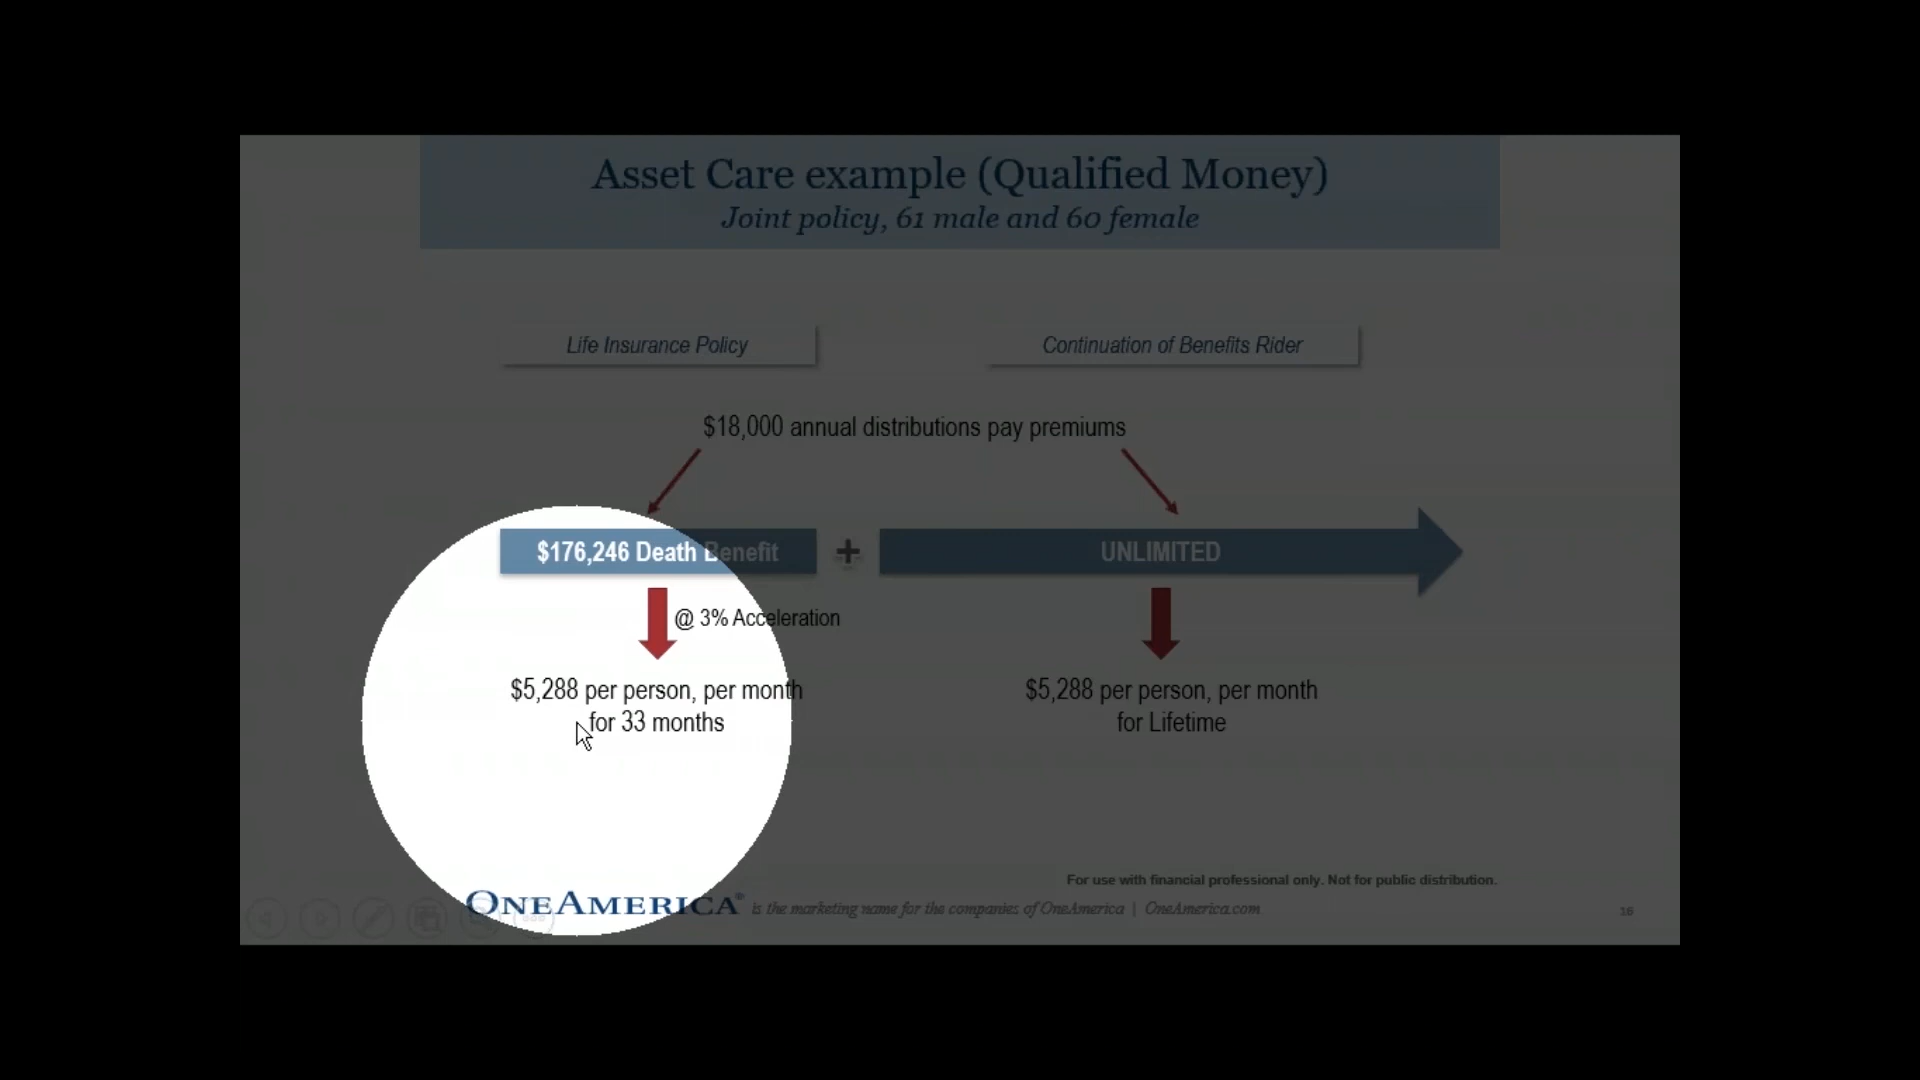 Asset Care example (Qualified Money)
Joint policy, 61 male and 60 female
Life Insurance Policy
Continuation of Benefits Rider
$18,000 annual distributions pay premiums
$176,246 Death Benefit
+
UNLIMITED
@ 3% Acceleration
$5,288 per person, per month
for 33 months
$5,288 per person, per month
for Lifetime
For use with financial professional only. Not for public distribution.
ONEAMERICA® is the marketing name for the companies of OneAmerica | OneAmerica.com
16